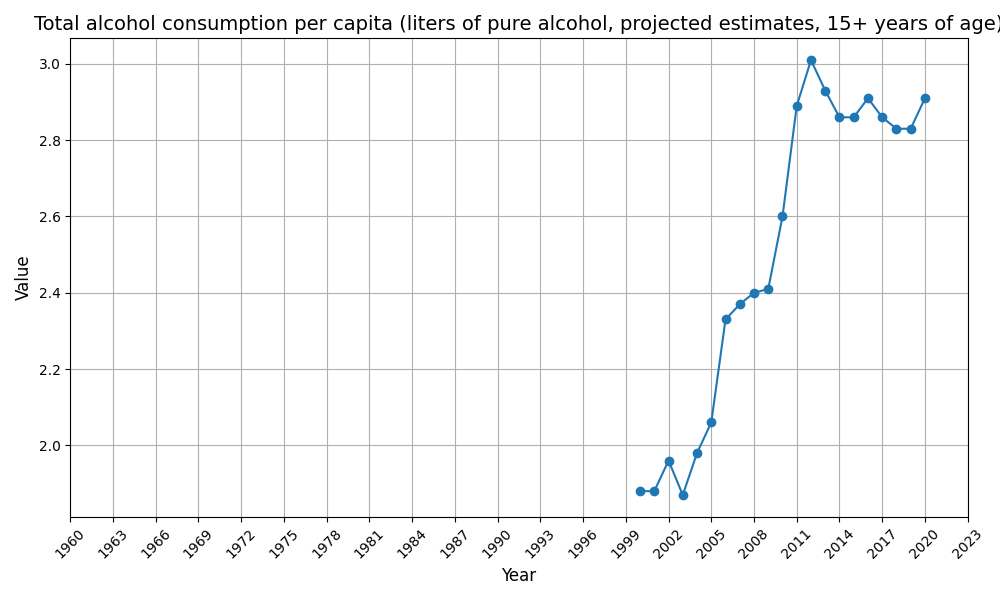 Total alcohol consumption per capita (liters of pure alcohol, projected estimates, 15+ years of age)
3.0
2.8
2.6
2.4
2.2
2.0
Value
1960 1963 1966 1969 1972 1975 1978 1981 1984 1987 1990 1993 1996 1999 2002 2005 2008 2011 2014 2017 2020 2023
Year